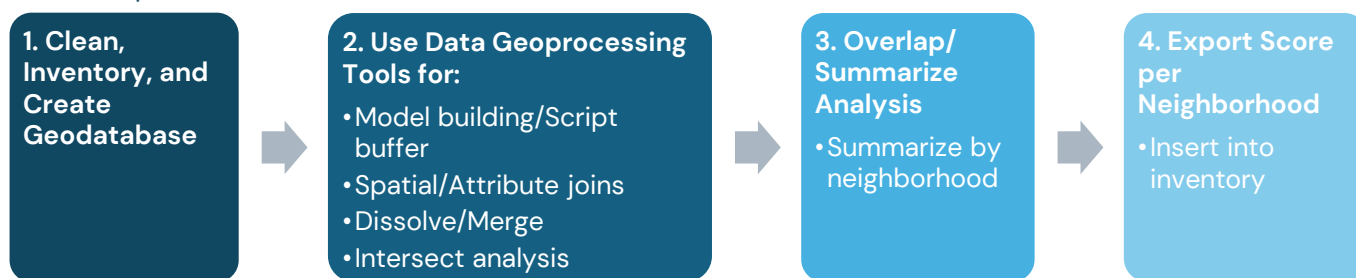 1. Clean,
Inventory, and
Create
Geodatabase
2. Use Data Geoprocessing
Tools for:
•Model building/Script
buffer
•Spatial/Attribute joins
•Dissolve/Merge
•Intersect analysis
3. Overlap/
Summarize
Analysis
•Summarize by
neighborhood
4. Export Score
per
Neighborhood
•Insert into
inventory